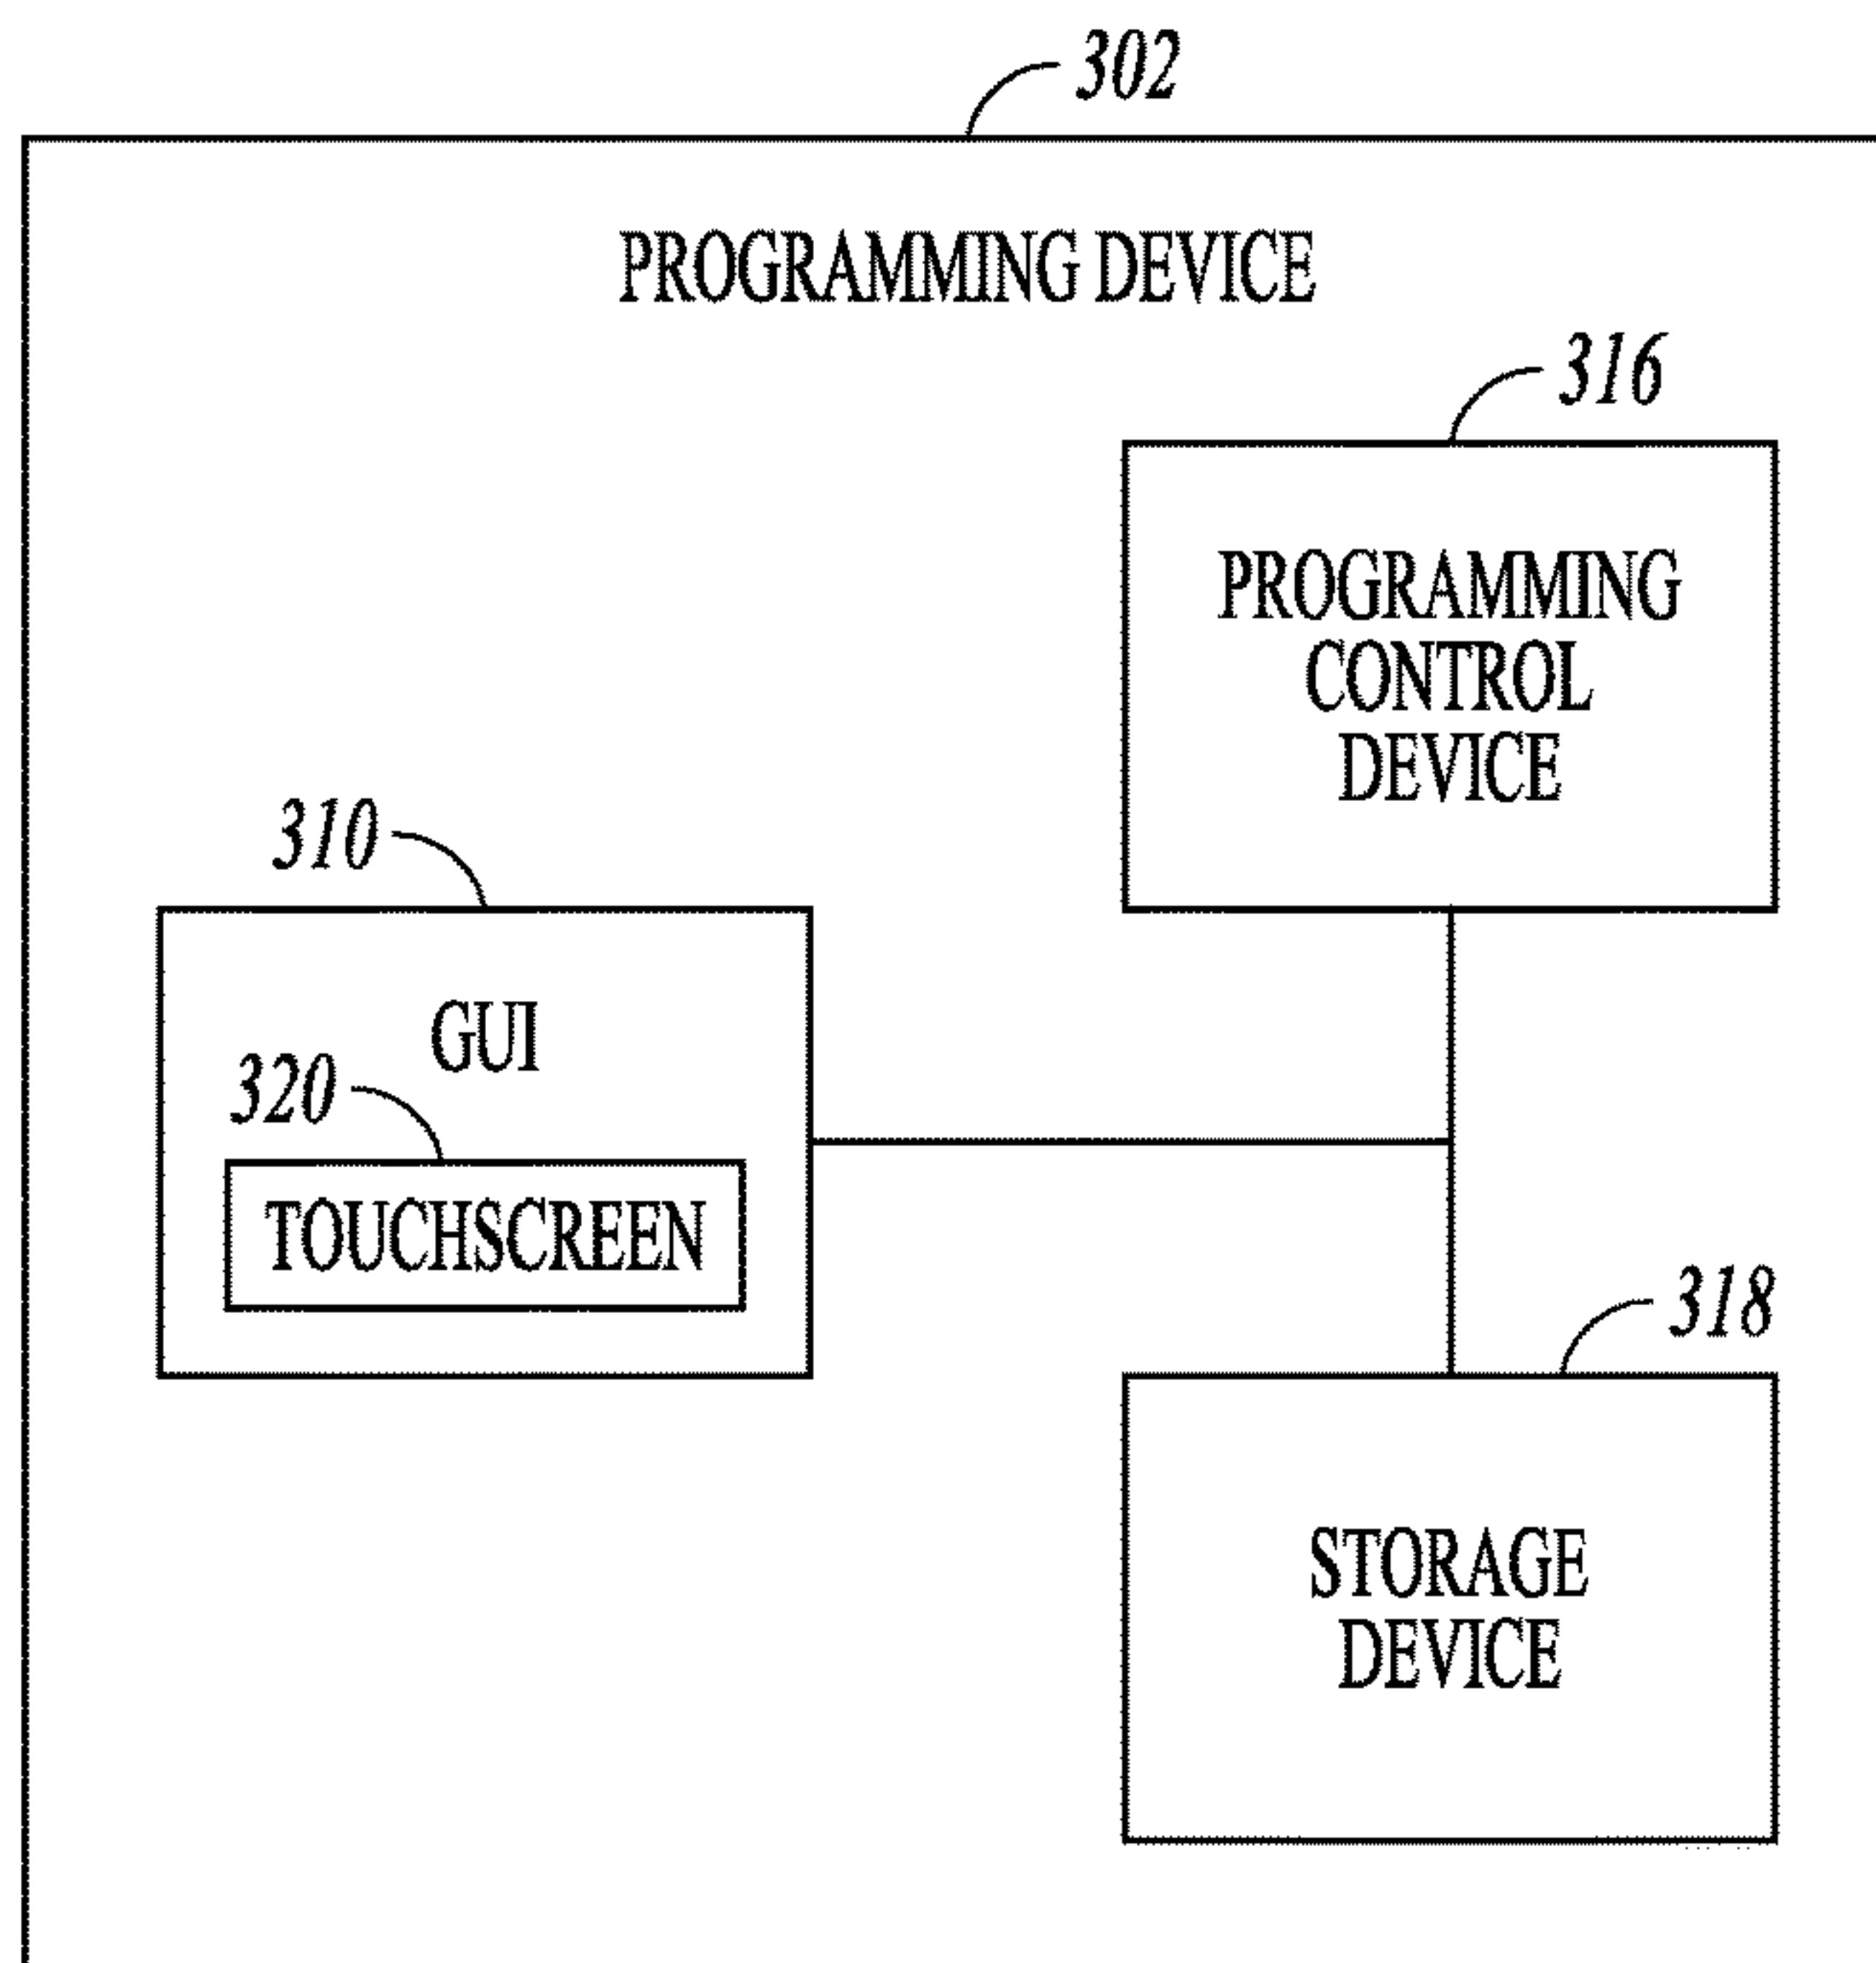 302
PROGRAMMING DEVICE
316
PROGRAMMING
CONTROL
DEVICE
310
GUI
320
TOUCHSCREEN
318
STORAGE
DEVICE